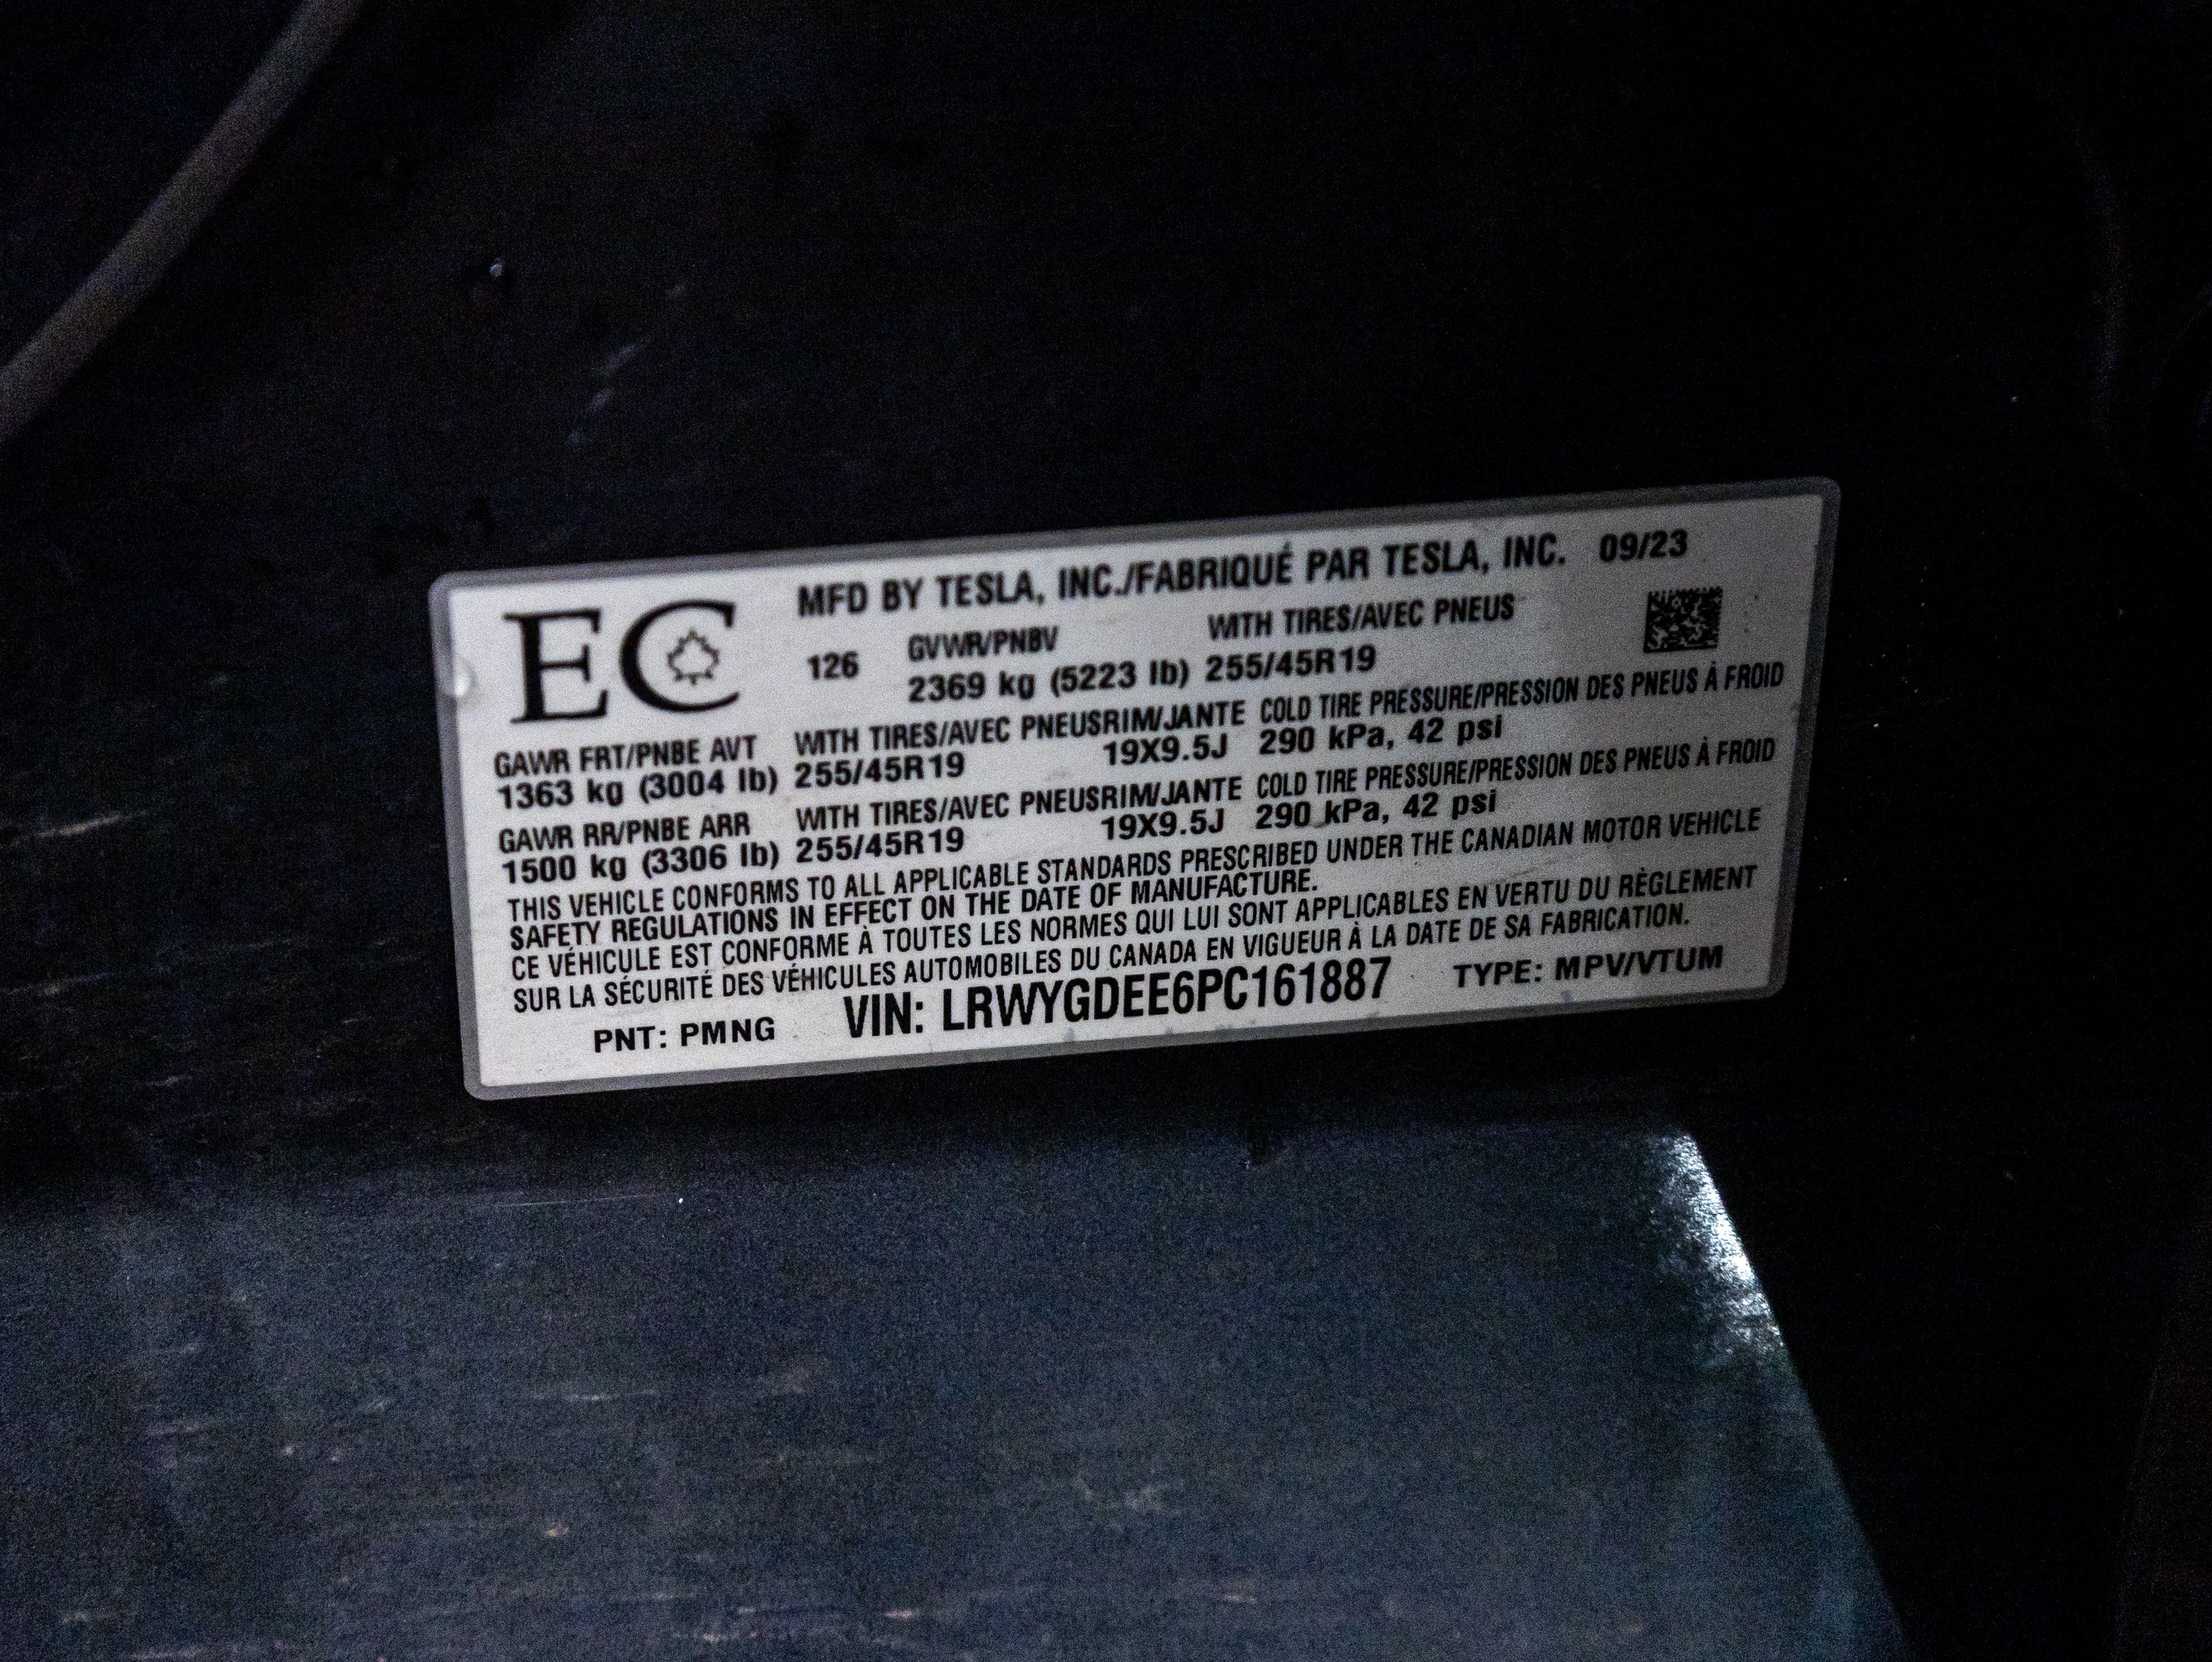 EC MFD BY TESLA, INC./FABRIQUÉ PAR TESLA, INC. 09/23
GVWR/PNBV WITH TIRES/AVEC PNEUS
126 2369 kg (5223 lb) 255/45R19
GAWR FRT/PNBE AVT WITH TIRES/AVEC PNEUS RIM/JANTE COLD TIRE PRESSURE/PRESSION DES PNEUS À FROID
1363 kg (3004 lb) 255/45R19 19X9.5J 290 kPa, 42 psi
GAWR RR/PNBE ARR WITH TIRES/AVEC PNEUS RIM/JANTE COLD TIRE PRESSURE/PRESSION DES PNEUS À FROID
1500 kg (3306 lb) 255/45R19 19X9.5J 290 kPa, 42 psi
THIS VEHICLE CONFORMS TO ALL APPLICABLE STANDARDS PRESCRIBED UNDER THE CANADIAN MOTOR VEHICLE
SAFETY REGULATIONS IN EFFECT ON THE DATE OF MANUFACTURE.
CE VÉHICULE EST CONFORME À TOUTES LES NORMES QUI LUI SONT APPLICABLES EN VERTU DU RÈGLEMENT
SUR LA SÉCURITÉ DES VÉHICULES AUTOMOBILES DU CANADA EN VIGUEUR À LA DATE DE SA FABRICATION.
PNT: PMNG VIN: LRWYGDEE6PC161887 TYPE: MPV/VTUM